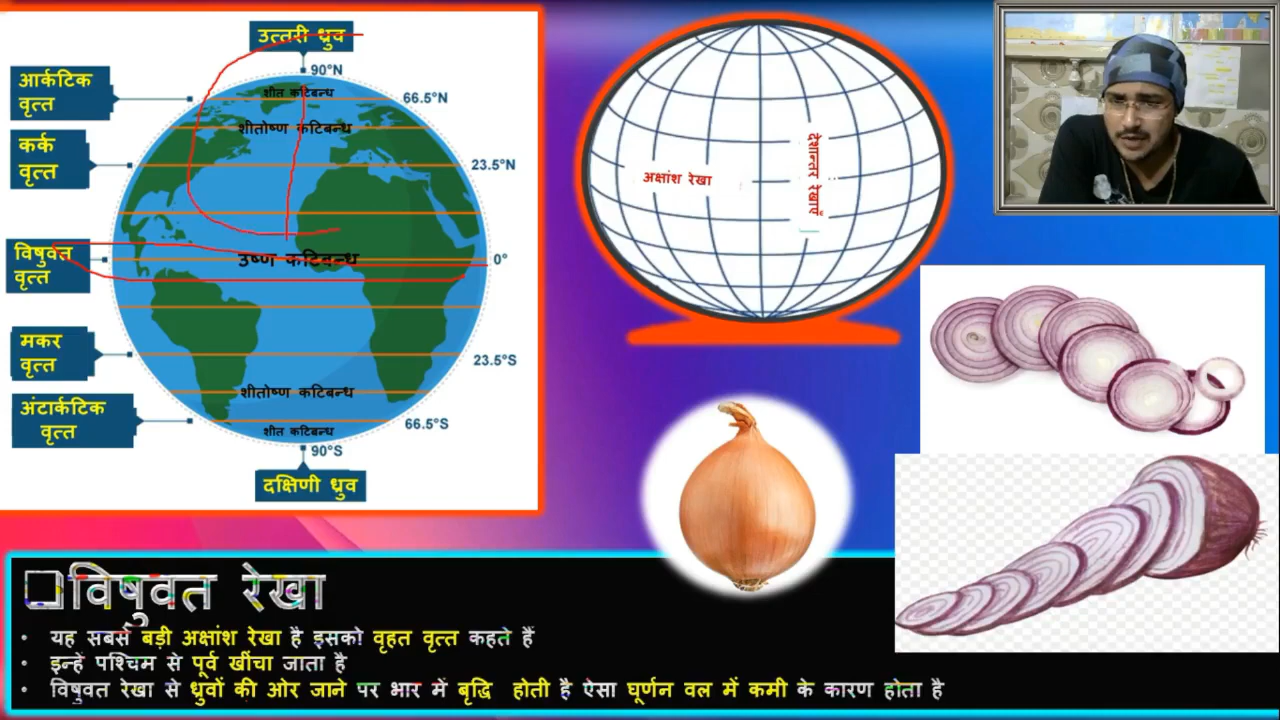 उत्तरी ध्रुव
90°N
आर्कटिक
वृत्त
शीत कटिबन्ध
66.5°N
शीतोष्ण कटिबन्ध
कर्क
वृत्त
23.5°N
विषुवत
वृत्त
उष्ण कटिबन्ध
0°
मकर
वृत्त
23.5°S
शीतोष्ण कटिबन्ध
अंटार्कटिक
वृत्त
66.5°S
शीत कटिबन्ध
90°S
दक्षिणी ध्रुव
अक्षांश रेखा
देशान्तर रेखाएँ
विषुवत रेखा
• यह सबसे बड़ी अक्षांश रेखा है इसको वृहत वृत्त कहते हैं
• इन्हें पश्चिम से पूर्व खींचा जाता है
• विषुवत रेखा से ध्रुवों की ओर जाने पर भार में बृद्धि होती है ऐसा घूर्णन वल में कमी के कारण होता है